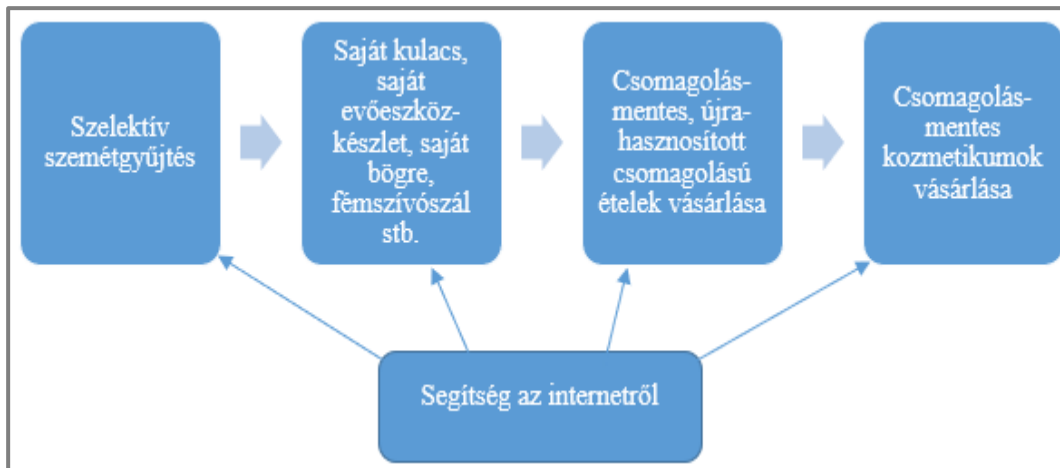 Szelektív
szemétgyűjtés
Saját kulacs,
saját
evőeszköz-
készlet, saját
bögre,
fémszívószál
stb.
Csomagolás-
mentes, újra-
hasznosított
csomagolású
ételek vásárlása
Csomagolás-
mentes
kozmetikumok
vásárlása
Segítség az internetről